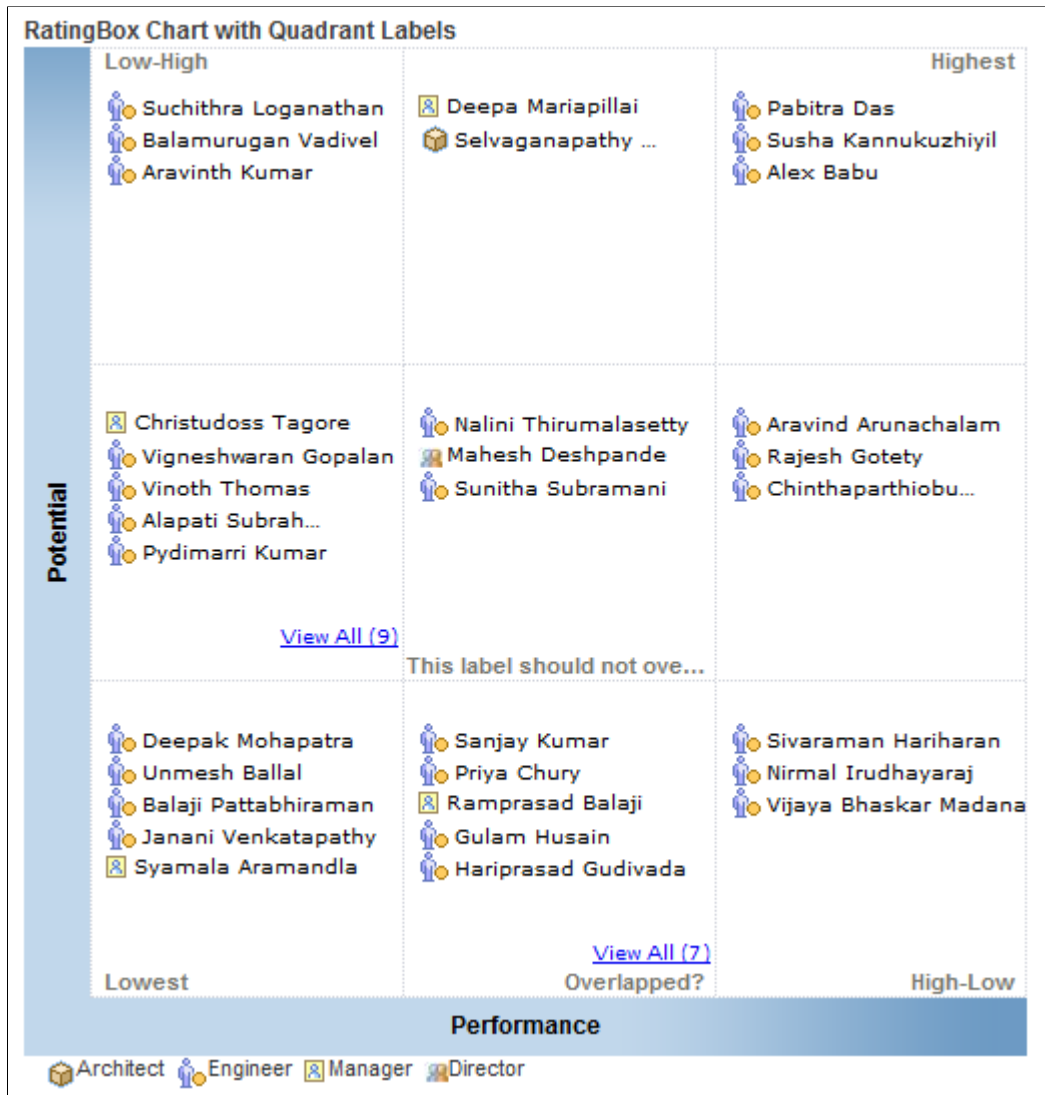 RatingBox Chart with Quadrant Labels
Low-High
Suchithra Loganathan
Balamurugan Vadivel
Aravinth Kumar
Deepa Mariapillai
Selvaganapathy ...
Highest
Pabitra Das
Susha Kannukuzhiyil
Alex Babu
Potential
Christudoss Tagore
Vigneshwaran Gopalan
Vinoth Thomas
Alapati Subrah...
Pydimarri Kumar
View All (9)
Nalini Thirumalasetty
Mahesh Deshpande
Sunitha Subramani
This label should not ove...
Aravind Arunachalam
Rajesh Gotety
Chinthaparthiobu...
Deepak Mohapatra
Unmesh Ballal
Balaji Pattabhiraman
Janani Venkatapathy
Syamala Aramandla
Lowest
Sanjay Kumar
Priya Chury
Ramprasad Balaji
Gulam Husain
Hariprasad Gudivada
View All (7)
Overlapped?
Sivaraman Hariharan
Nirmal Irudhayaraj
Vijaya Bhaskar Madana
High-Low
Performance
Architect Engineer Manager Director